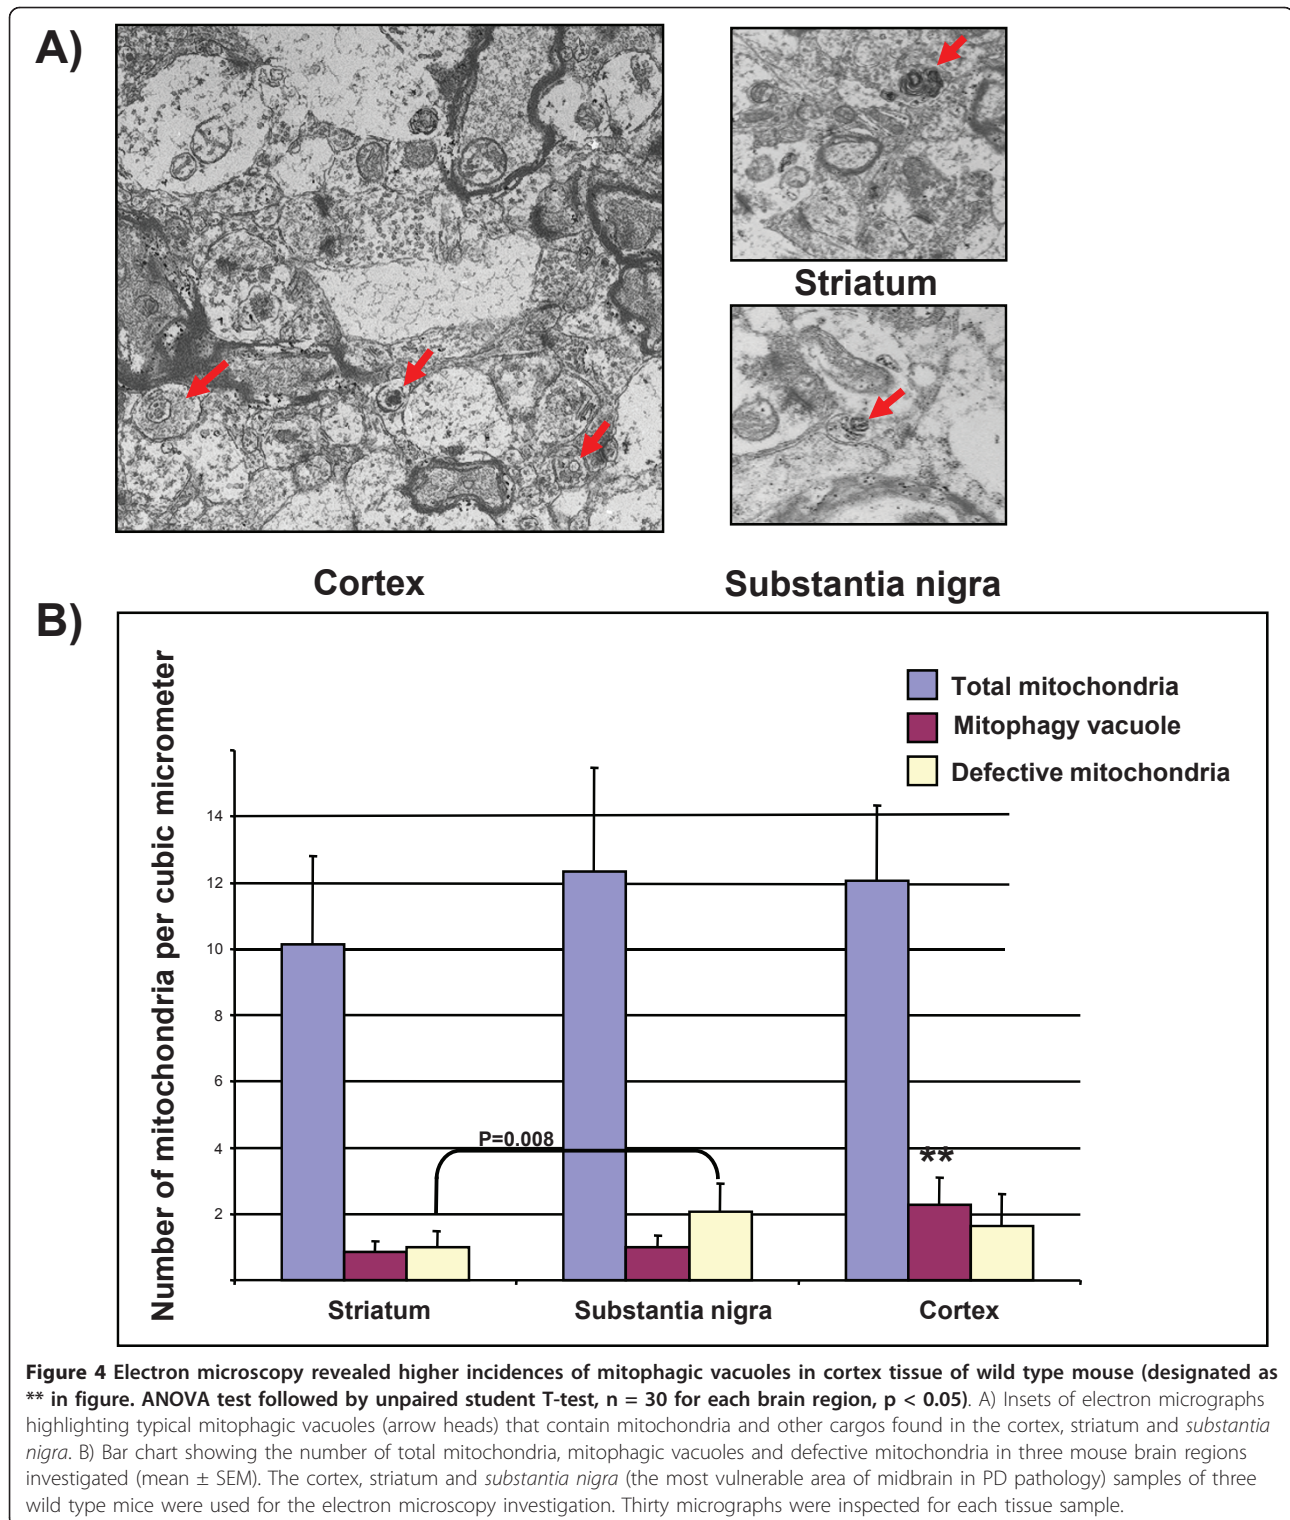 A)
Striatum
Cortex
Substantia nigra
B)
Number of mitochondria per cubic micrometer
Total mitochondria
Mitophagy vacuole
Defective mitochondria
14
12
10
8
6
4
2
P=0.008
**
Striatum
Substantia nigra
Cortex
Figure 4 Electron microscopy revealed higher incidences of mitophagic vacuoles in cortex tissue of wild type mouse (designated as
** in figure. ANOVA test followed by unpaired student T-test, n = 30 for each brain region, p < 0.05). A) Insets of electron micrographs
highlighting typical mitophagic vacuoles (arrow heads) that contain mitochondria and other cargos found in the cortex, striatum and substantia
nigra. B) Bar chart showing the number of total mitochondria, mitophagic vacuoles and defective mitochondria in three mouse brain regions
investigated (mean ± SEM). The cortex, striatum and substantia nigra (the most vulnerable area of midbrain in PD pathology) samples of three
wild type mice were used for the electron microscopy investigation. Thirty micrographs were inspected for each tissue sample.